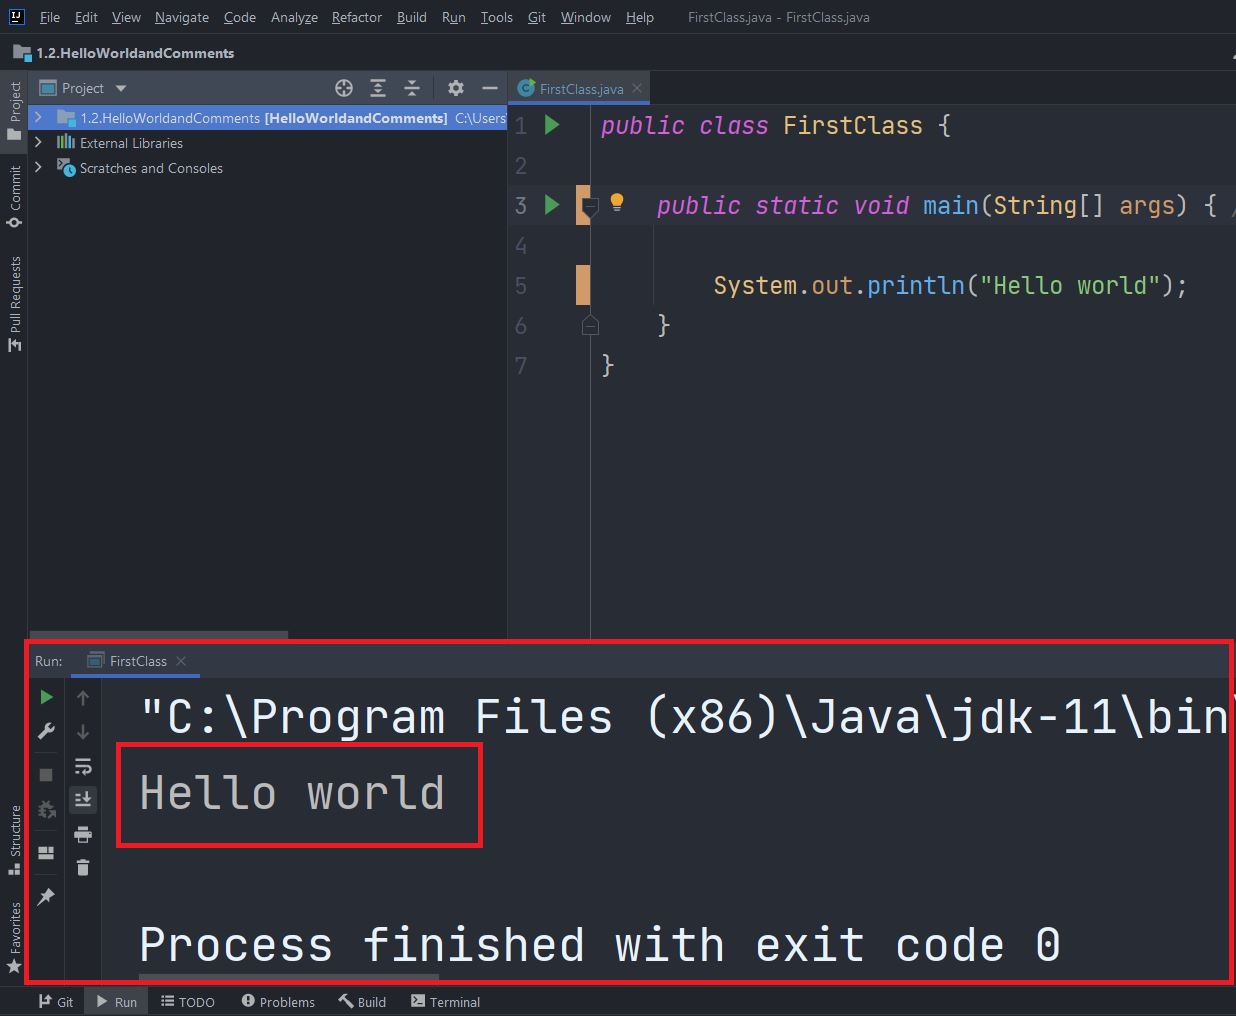 File Edit View Navigate Code Analyze Refactor Build Run Tools Git Window Help FirstClass.java - FirstClass.java
1.2.HelloWorldandComments
Project
FirstClass.java
Project
Commit
Pull Requests
1.2.HelloWorldandComments [HelloWorldandComments] C:\Users\
External Libraries
Scratches and Consoles
1 public class FirstClass {
2
3 public static void main(String[] args) { /
4
5 System.out.println("Hello world");
6 }
7 }
Run: FirstClass
"C:\Program Files (x86)\Java\jdk-11\bin\
Hello world
Process finished with exit code 0
Structure
Favorites
Git Run TODO Problems Build Terminal